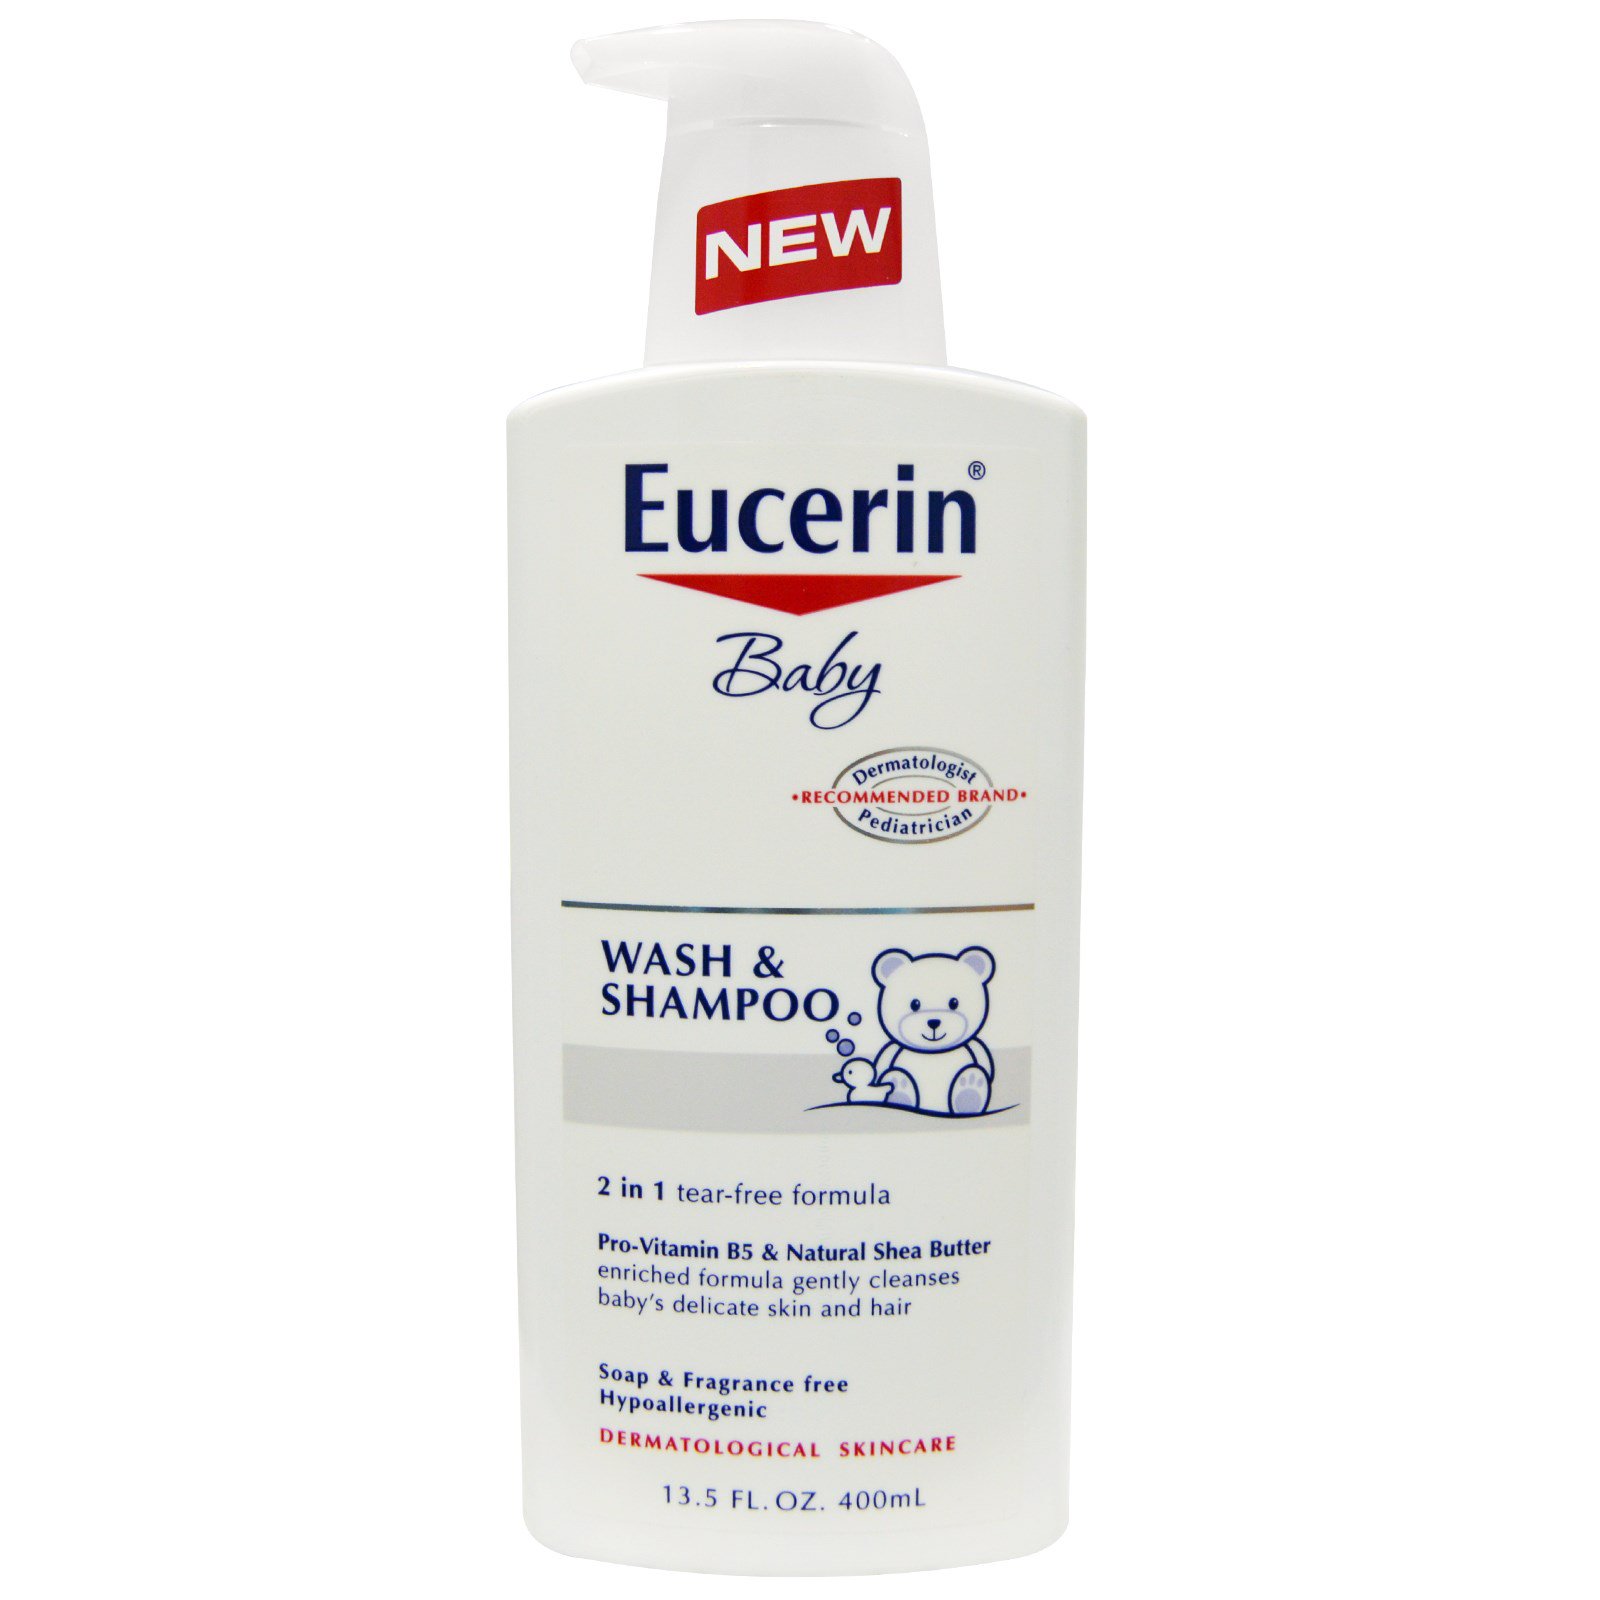 NEW
Eucerin®
Baby
Dermatologist
•RECOMMENDED BRAND•
Pediatrician
WASH &
SHAMPOO
2 in 1 tear-free formula
Pro-Vitamin B5 & Natural Shea Butter
enriched formula gently cleanses
baby's delicate skin and hair
Soap & Fragrance free
Hypoallergenic
DERMATOLOGICAL SKINCARE
13.5 FL. OZ. 400mL